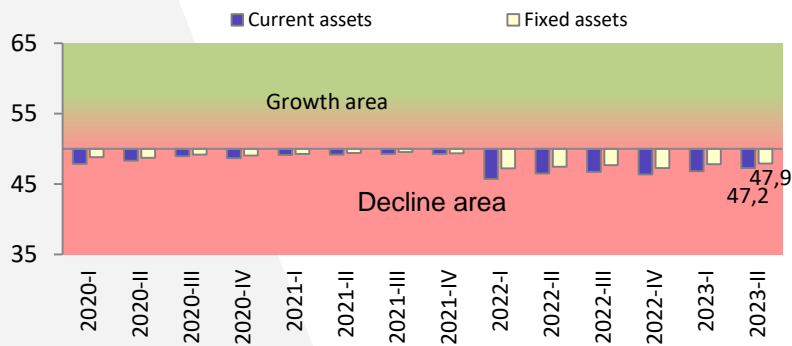 Current assets
Fixed assets
65
55
45
35
Growth area
Decline area
47,9
47,2
2020-I
2020-II
2020-III
2020-IV
2021-I
2021-II
2021-III
2021-IV
2022-I
2022-II
2022-III
2022-IV
2023-I
2023-II